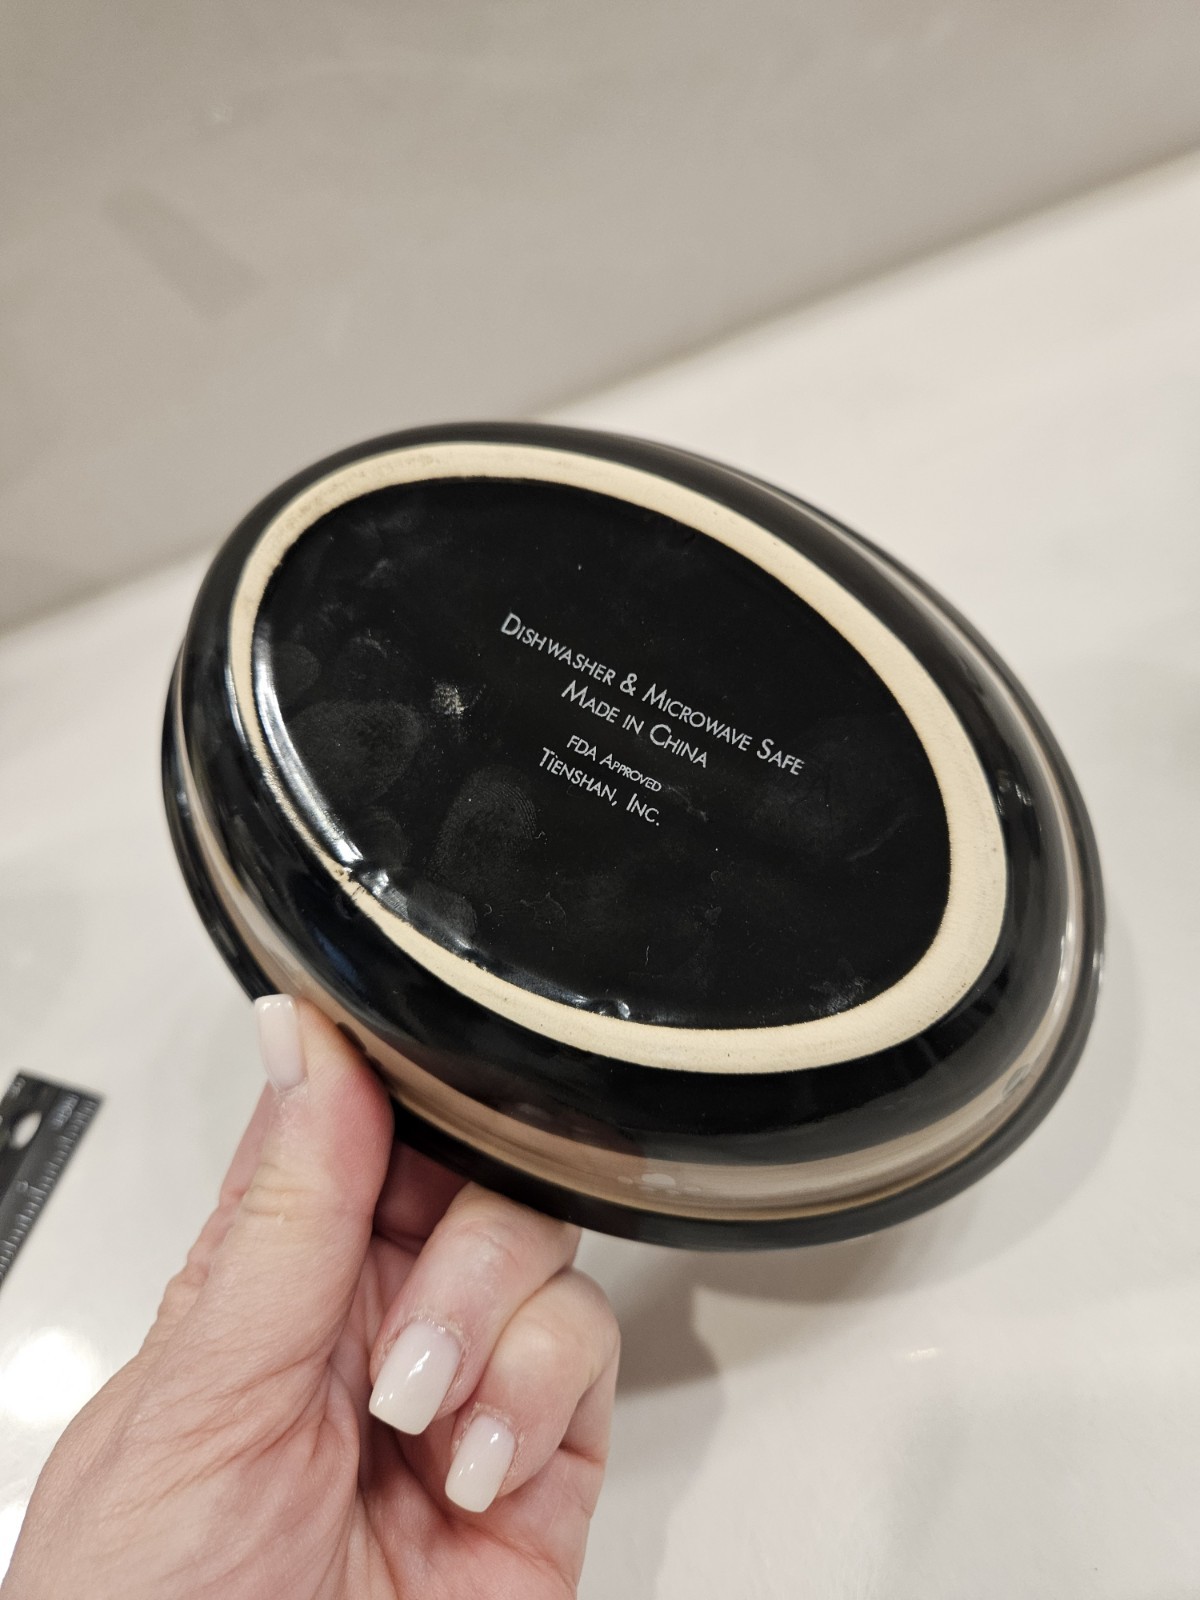 Dishwasher & Microwave Safe
Made in China
FDA Approved
Tienshan, Inc.